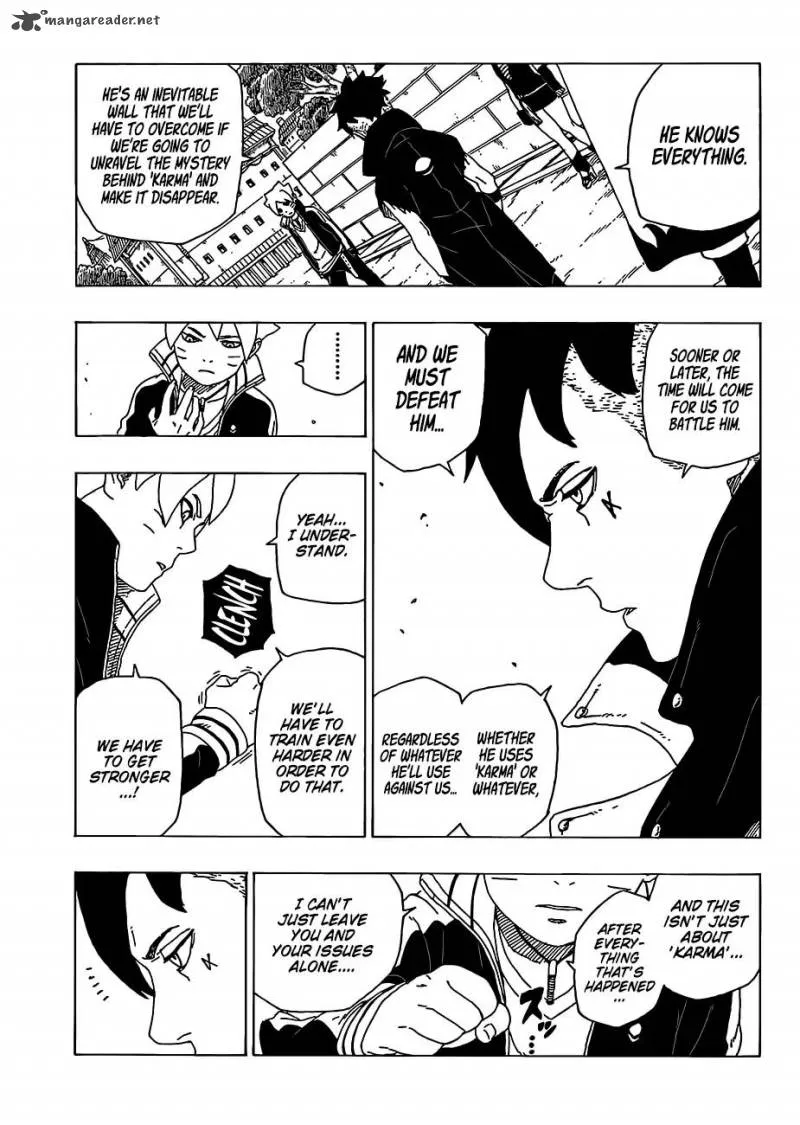 mangareader.net
HE KNOWS
EVERYTHING.
HE'S AN INEVITABLE
WALL THAT WE'LL
HAVE TO OVERCOME IF
WE'RE GOING TO
UNRAVEL THE MYSTERY
BEHIND 'KARMA' AND
MAKE IT DISAPPEAR.
SOONER OR
LATER, THE
TIME WILL COME
FOR US TO
BATTLE HIM.
AND WE
MUST
DEFEAT
HIM...
WHETHER
HE USES
'KARMA' OR
WHATEVER,
REGARDLESS
OF WHATEVER
HE'LL USE
AGAINST US...
......
YEAH...
I UNDER-
STAND.
CLENCH
WE'LL
HAVE TO
TRAIN EVEN
HARDER IN
ORDER TO
DO THAT.
WE HAVE
TO GET
STRONGER
...!
AND THIS
ISN'T JUST
ABOUT
'KARMA'...
AFTER
EVERY-
THING
THAT'S
HAPPENED
...
スッ
I CAN'T
JUST LEAVE
YOU AND
YOUR ISSUES
ALONE....